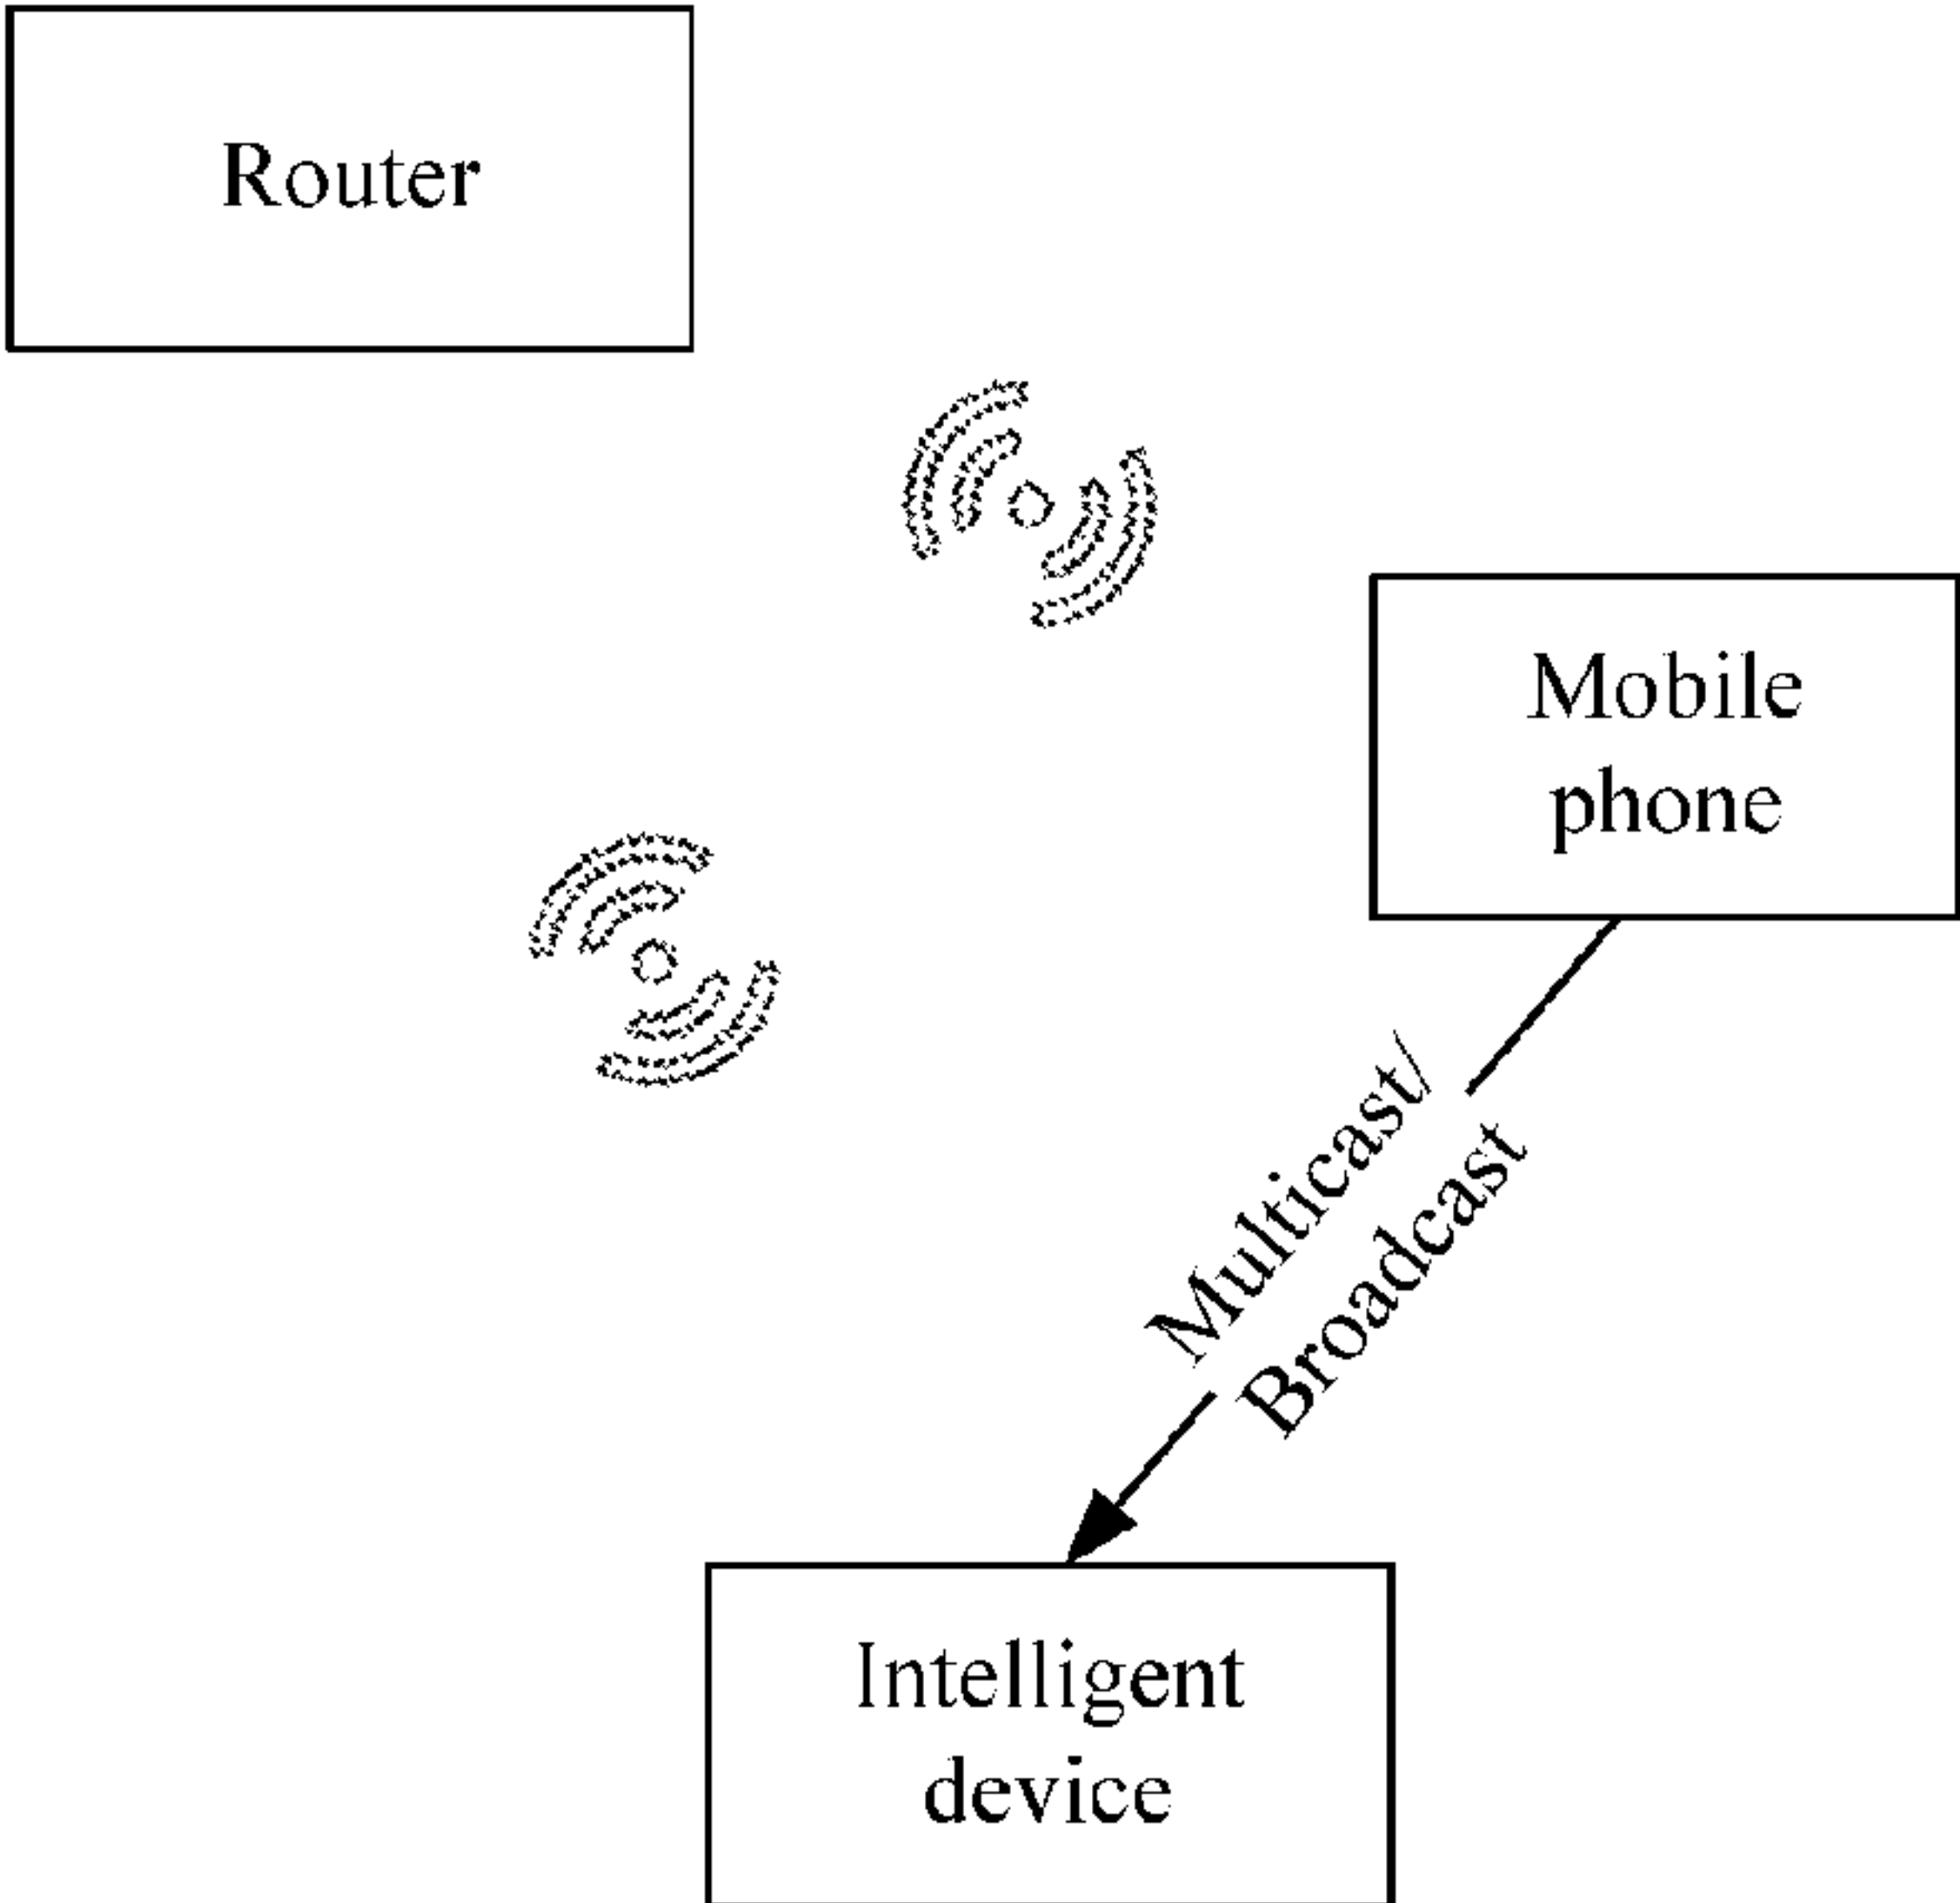 Router
Mobile
phone
Multicast/
Broadcast
Intelligent
device